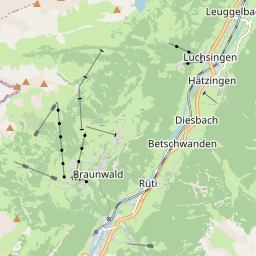 Leuggelba
Luchsingen
Hätzingen
Diesbach
Betschwanden
Braunwald
Rüti